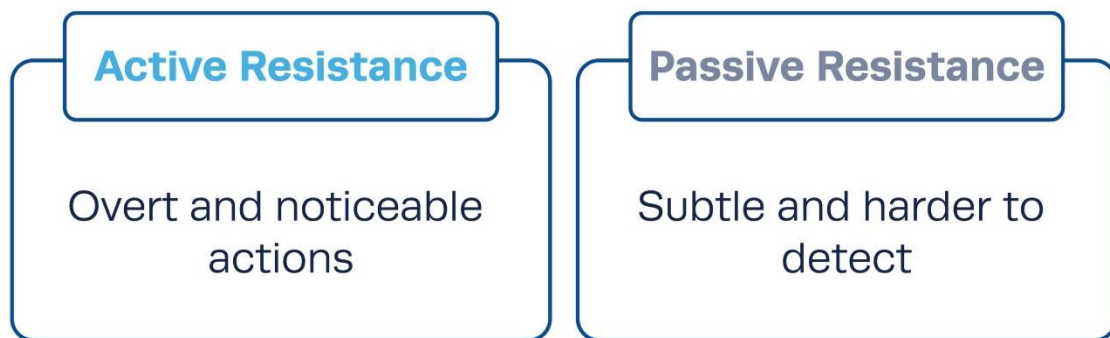 Active Resistance
Overt and noticeable
actions
Passive Resistance
Subtle and harder to
detect